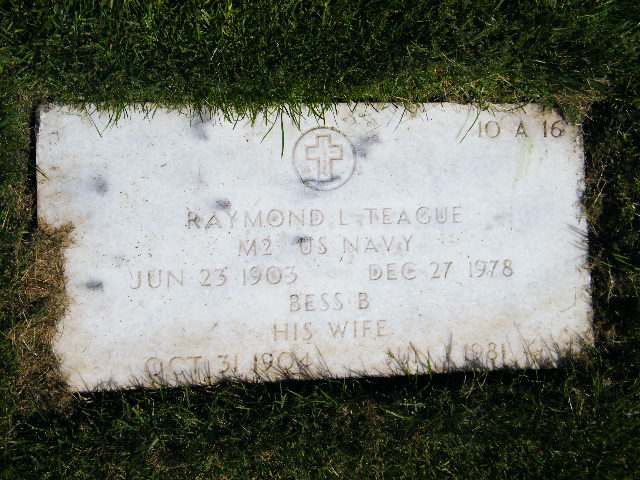 10 A 16
RAYMOND L TEAGUE
M2 US NAVY
JUN 23 1903 DEC 27 1978
BESS B
HIS WIFE
OCT 31 1904 1981